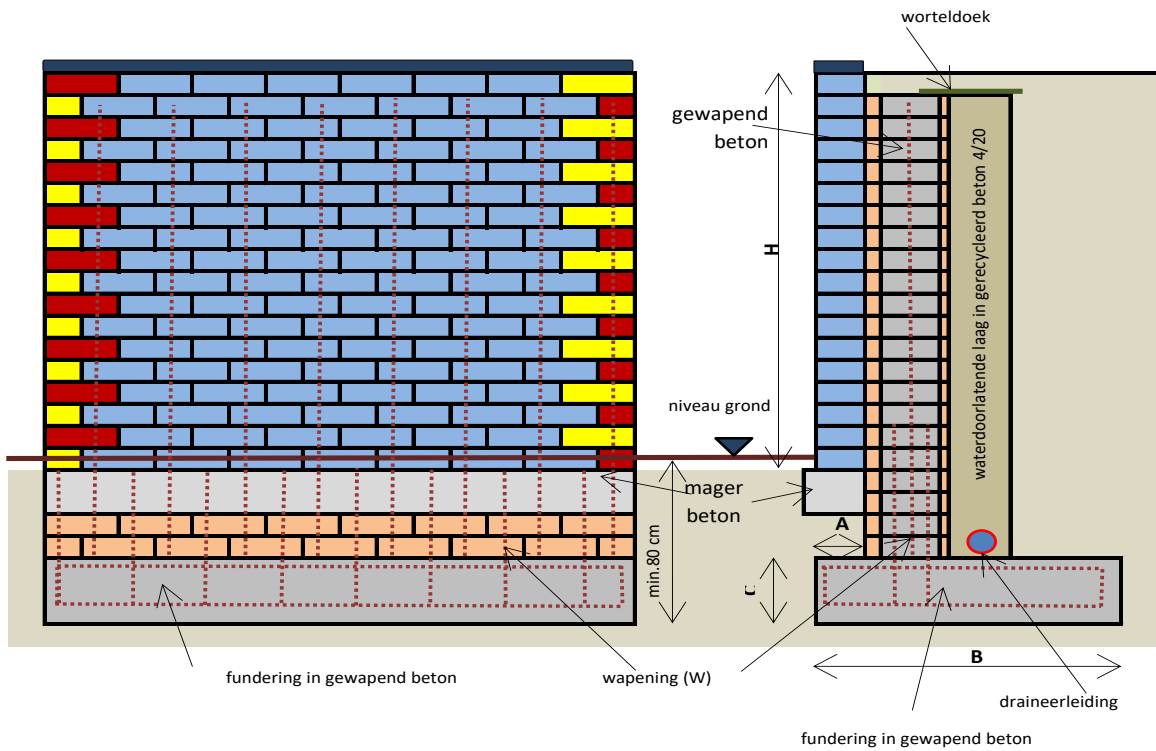 worteldoek
gewapend
beton
H
waterdoorlatende laag in gerecycleerd beton 4/20
niveau grond
mager
beton
A
min.80 cm
C
B
fundering in gewapend beton
wapening (W)
draineerleiding
fundering in gewapend beton